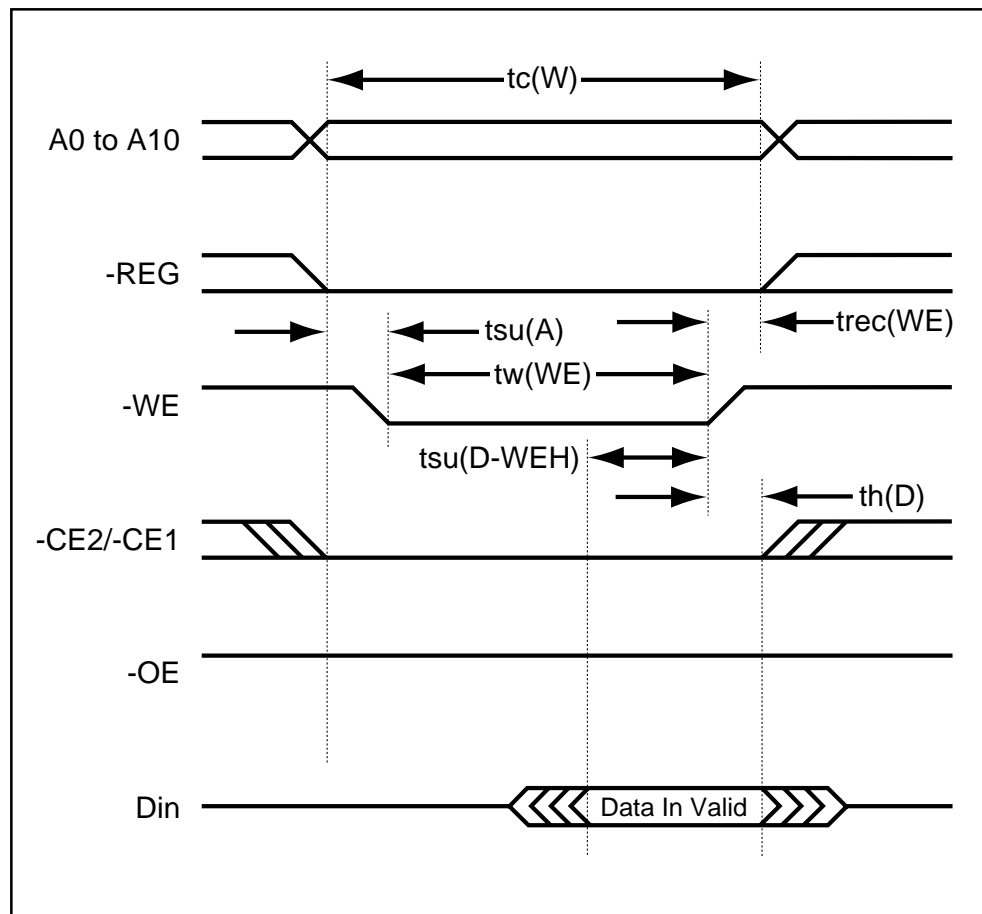 tc(W)
A0 to A10
-REG
tsu(A)
trec(WE)
tw(WE)
-WE
tsu(D-WEH)
th(D)
-CE2/-CE1
-OE
Din
Data In Valid